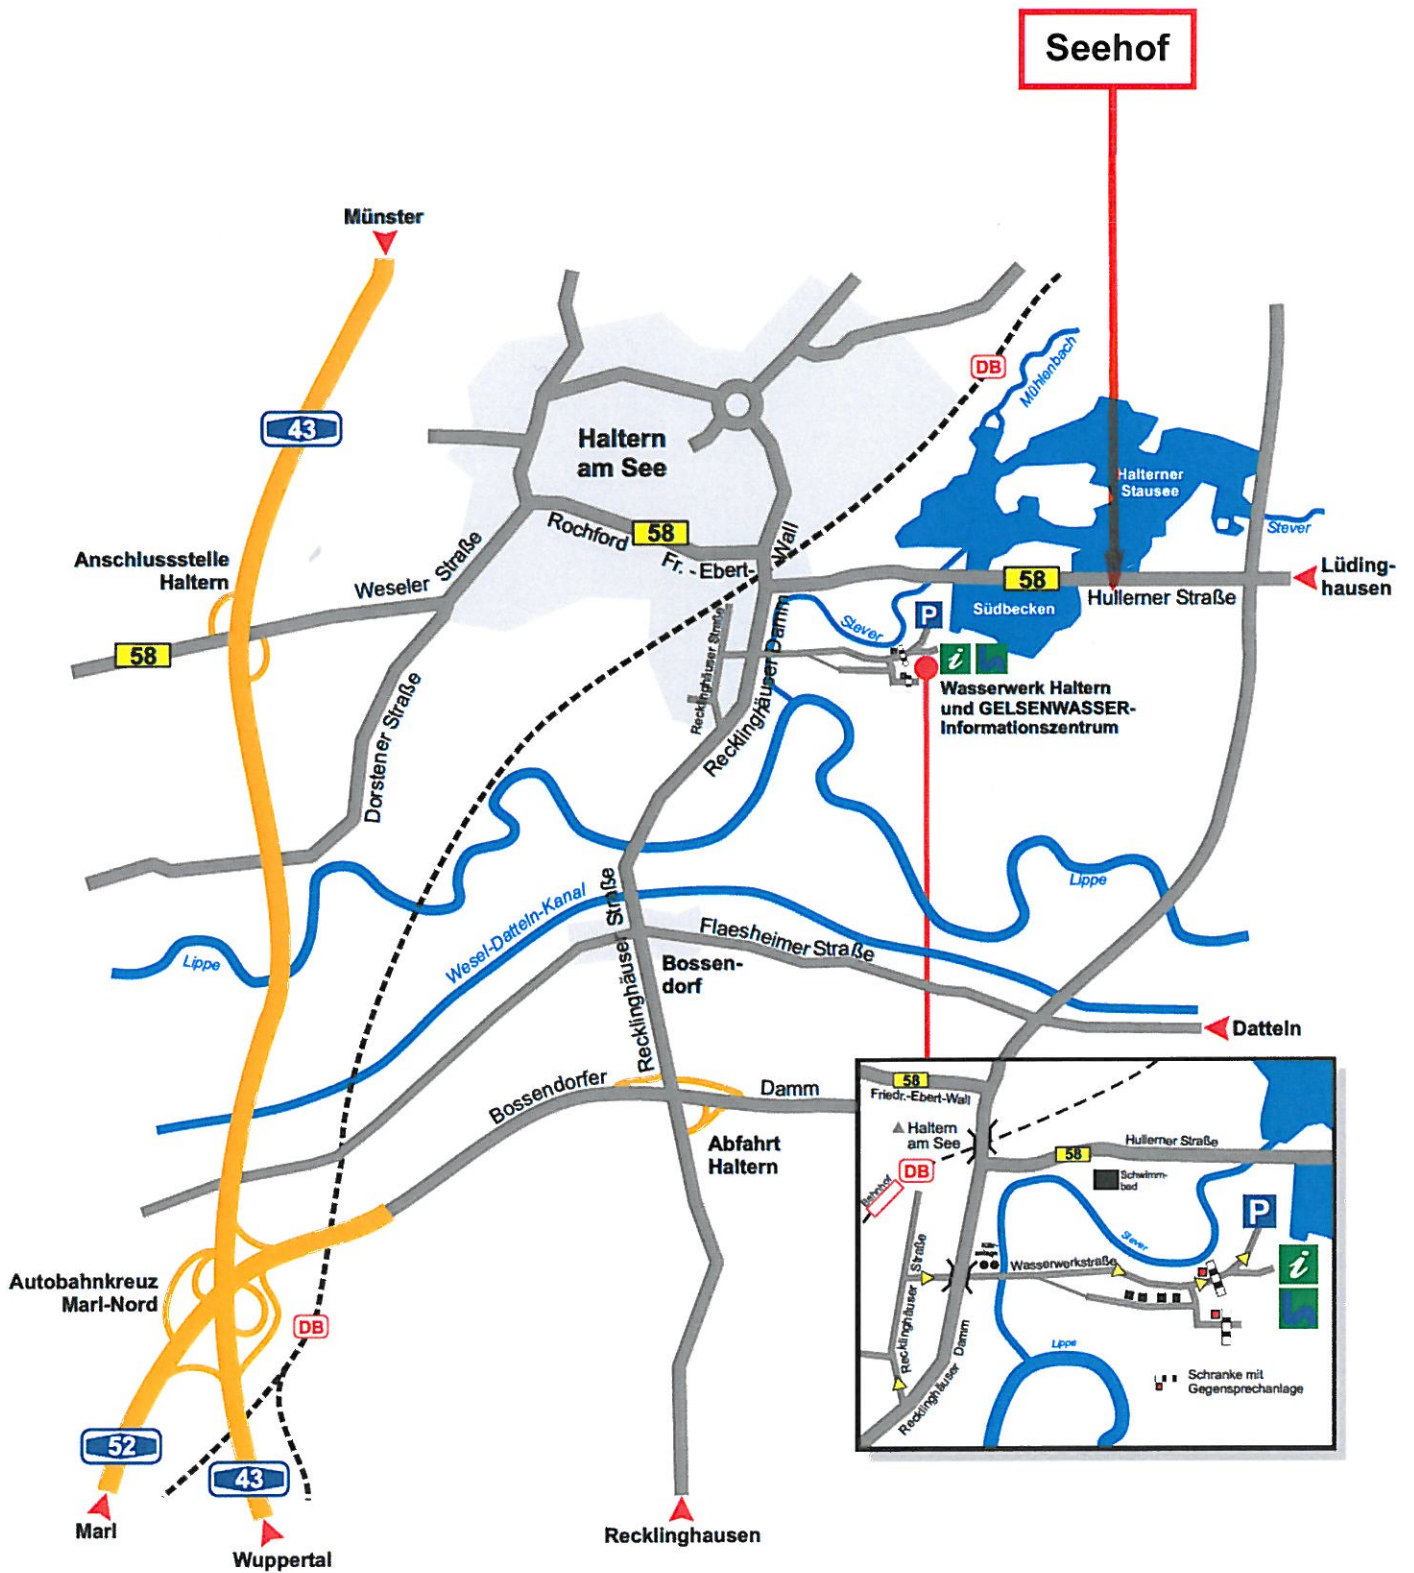 Seehof
Münster
DB
Mühlenbach
43
Haltern
am See
Halterner
Stausee
Stever
Rochford
58
Fr. - Ebert-
Wall
Anschlussstelle
Haltern
Weseler Straße
58
Lüding-
hausen
58
Hullerner Straße
Südbecken
P
Stever
i
Recklinghäuser Straße
Recklinghäuser Damm
Wasserwerk Haltern
und GELSENWASSER-
Informationszentrum
Dorstener Straße
Lippe
Lippe
Wesel-Datteln-Kanal
Flaesheimer Straße
Recklinghäuser Straße
Bossen-
dorf
Datteln
Bossendorfer
Damm
Abfahrt
Haltern
Autobahnkreuz
Marl-Nord
DB
52
43
Marl
Wuppertal
Recklinghausen
58
Friedr.-Ebert-Wall
Haltern
am See
DB
Bahnhof
Hullerner Straße
58
Schwimm-
bad
Stever
P
i
Klär-
anlage
Wasserwerkstraße
Recklinghäuser Straße
Recklinghäuser Damm
Lippe
Schranke mit
Gegensprechanlage